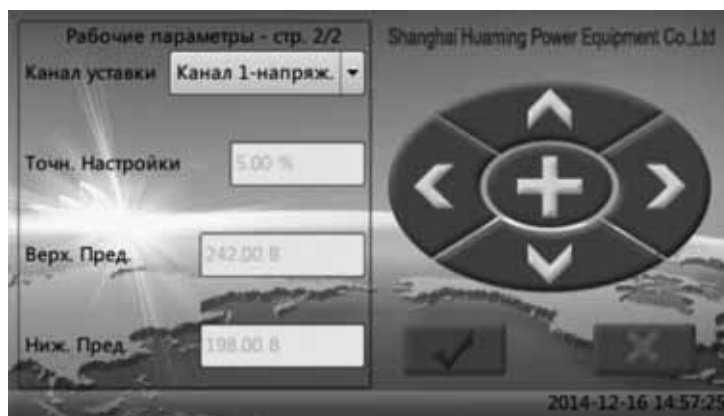 Рабочие параметры - стр. 2/2
Shanghai Huaming Power Equipment Co.,Ltd
Канал уставки Канал 1-напряж.
Точн. Настройки 5.00 %
Верх. Пред. 242.00 В
Ниж. Пред. 198.00 В
2014-12-16 14:57:25